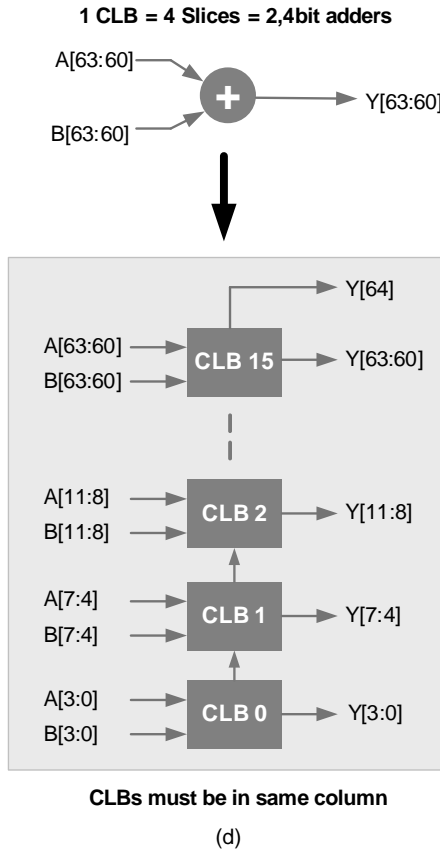 1 CLB = 4 Slices = 2,4bit adders
A[63:60]
+
Y[63:60]
B[63:60]
Y[64]
A[63:60]
B[63:60]
CLB 15
Y[63:60]
A[11:8]
B[11:8]
CLB 2
Y[11:8]
A[7:4]
B[7:4]
CLB 1
Y[7:4]
A[3:0]
B[3:0]
CLB 0
Y[3:0]
CLBs must be in same column
(d)